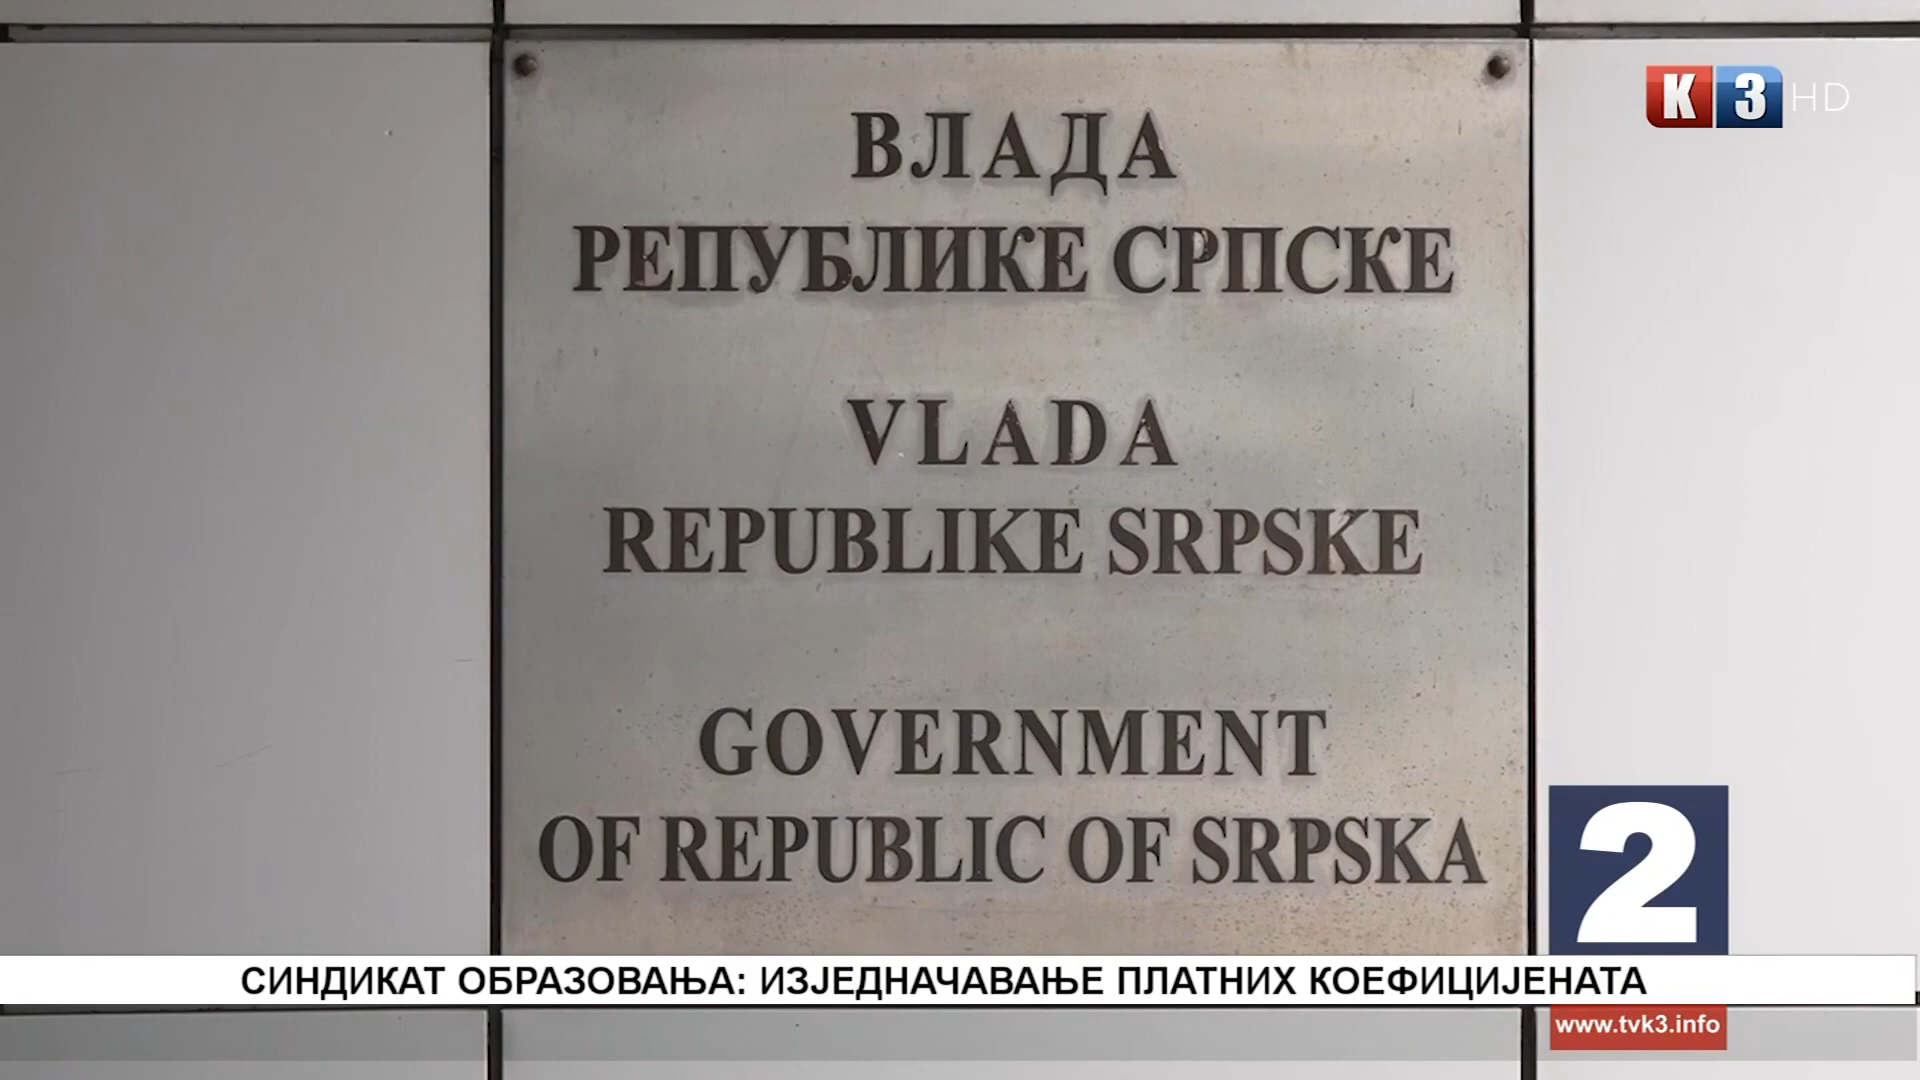 K3 HD
ВЛАДА
РЕПУБЛИКЕ СРПСКЕ
VLADA
REPUBLIKE SRPSKE
GOVERNMENT
OF REPUBLIC OF SRPSKA
2
СИНДИКАТ ОБРАЗОВАЊА: ИЗЈЕДНАЧАВАЊЕ ПЛАТНИХ КОЕФИЦИЈЕНАТА
www.tvk3.info